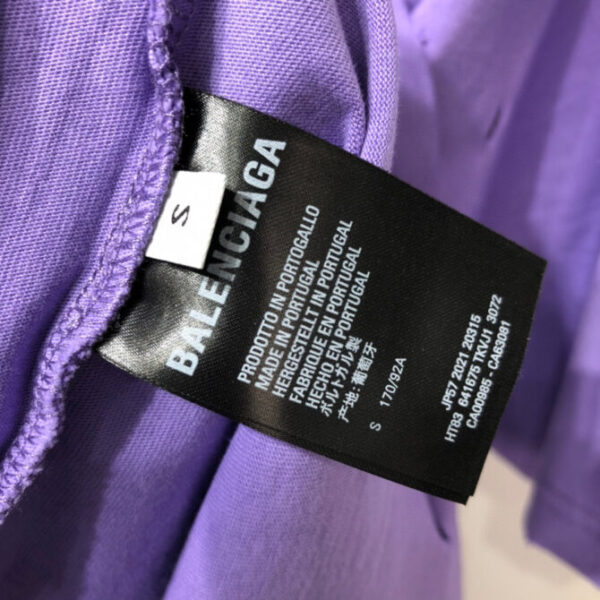 S
BALENCIAGA
PRODOTTO IN PORTOGALLO
MADE IN PORTUGAL
HERGESTELLT IN PORTUGAL
FABRIQUE EN PORTUGAL
HECHO EN PORTUGAL
ポルトガル製
产地:葡萄牙
S 170/92A
JP57 2021 20315
HT83 641675 TKVJ1 3072
CA00985 - CA53081